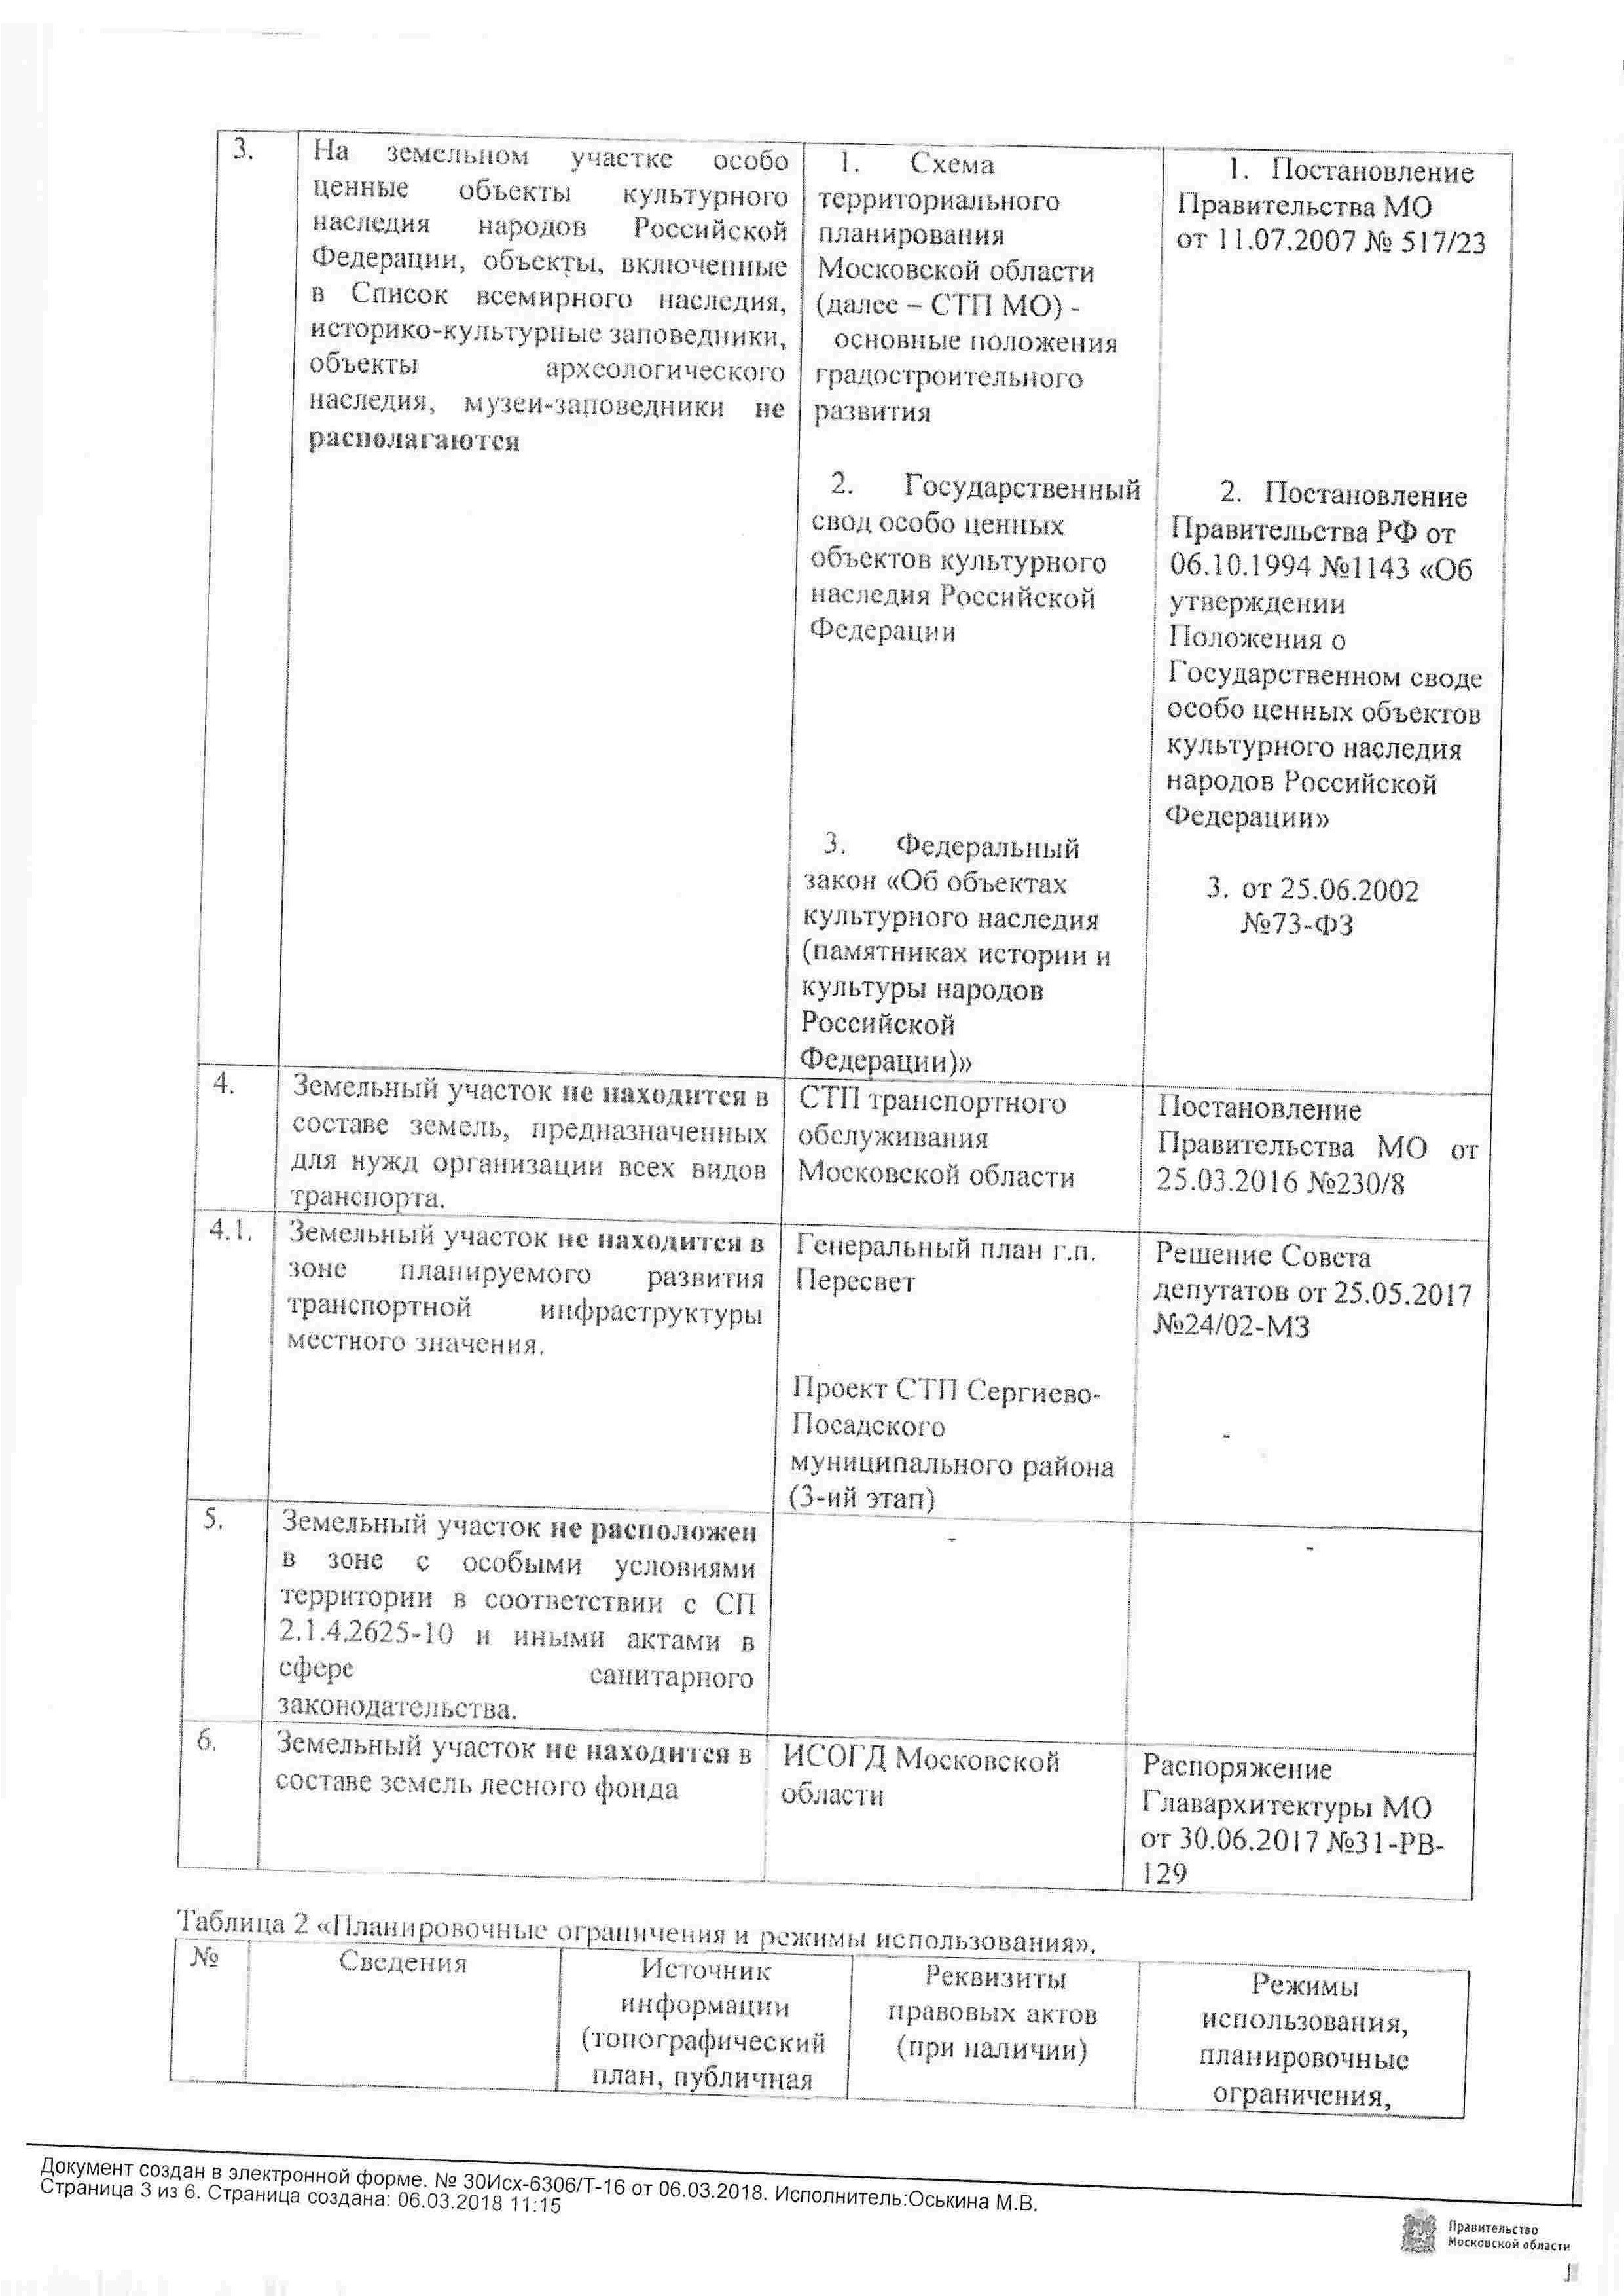 3.
На земельном участке особо
ценные объекты культурного
наследия народов Российской
Федерации, объекты, включенные
в Список всемирного наследия,
историко-культурные заповедники,
объекты археологического
наследия, музеи-заповедники не
располагаются
1. Схема
территориального
планирования
Московской области
(далее – СТП МО) -
основные положения
градостроительного
развития
2. Государственный
свод особо ценных
объектов культурного
наследия Российской
Федерации
3. Федеральный
закон «Об объектах
культурного наследия
(памятниках истории и
культуры народов
Российской
Федерации)»
1. Постановление
Правительства МО
от 11.07.2007 № 517/23
2. Постановление
Правительства РФ от
06.10.1994 №1143 «Об
утверждении
Положения о
Государственном своде
особо ценных объектов
культурного наследия
народов Российской
Федерации»
3. от 25.06.2002
№73-ФЗ
4.
Земельный участок не находится в
составе земель, предназначенных
для нужд организации всех видов
транспорта.
СТП транспортного
обслуживания
Московской области
Постановление
Правительства МО от
25.03.2016 №230/8
4.1.
Земельный участок не находится в
зоне планируемого развития
транспортной инфраструктуры
местного значения.
Генеральный план г.п.
Пересвет
Проект СТП Сергиево-
Посадского
муниципального района
(3-ий этап)
Решение Совета
депутатов от 25.05.2017
№24/02-МЗ
-
5.
Земельный участок не расположен
в зоне с особыми условиями
территории в соответствии с СП
2.1.4.2625-10 и иными актами в
сфере санитарного
законодательства.
-
-
6.
Земельный участок не находится в
составе земель лесного фонда
ИСОГД Московской
области
Распоряжение
Главархитектуры МО
от 30.06.2017 №31-РВ-
129
Таблица 2 «Планировочные ограничения и режимы использования».
№
Сведения
Источник
информации
(топографический
план, публичная
Реквизиты
правовых актов
(при наличии)
Режимы
использования,
планировочные
ограничения,
Документ создан в электронной форме. № 30Исх-6306/Т-16 от 06.03.2018. Исполнитель:Оськина М.В.
Страница 3 из 6. Страница создана: 06.03.2018 11:15
Правительство
Московской области